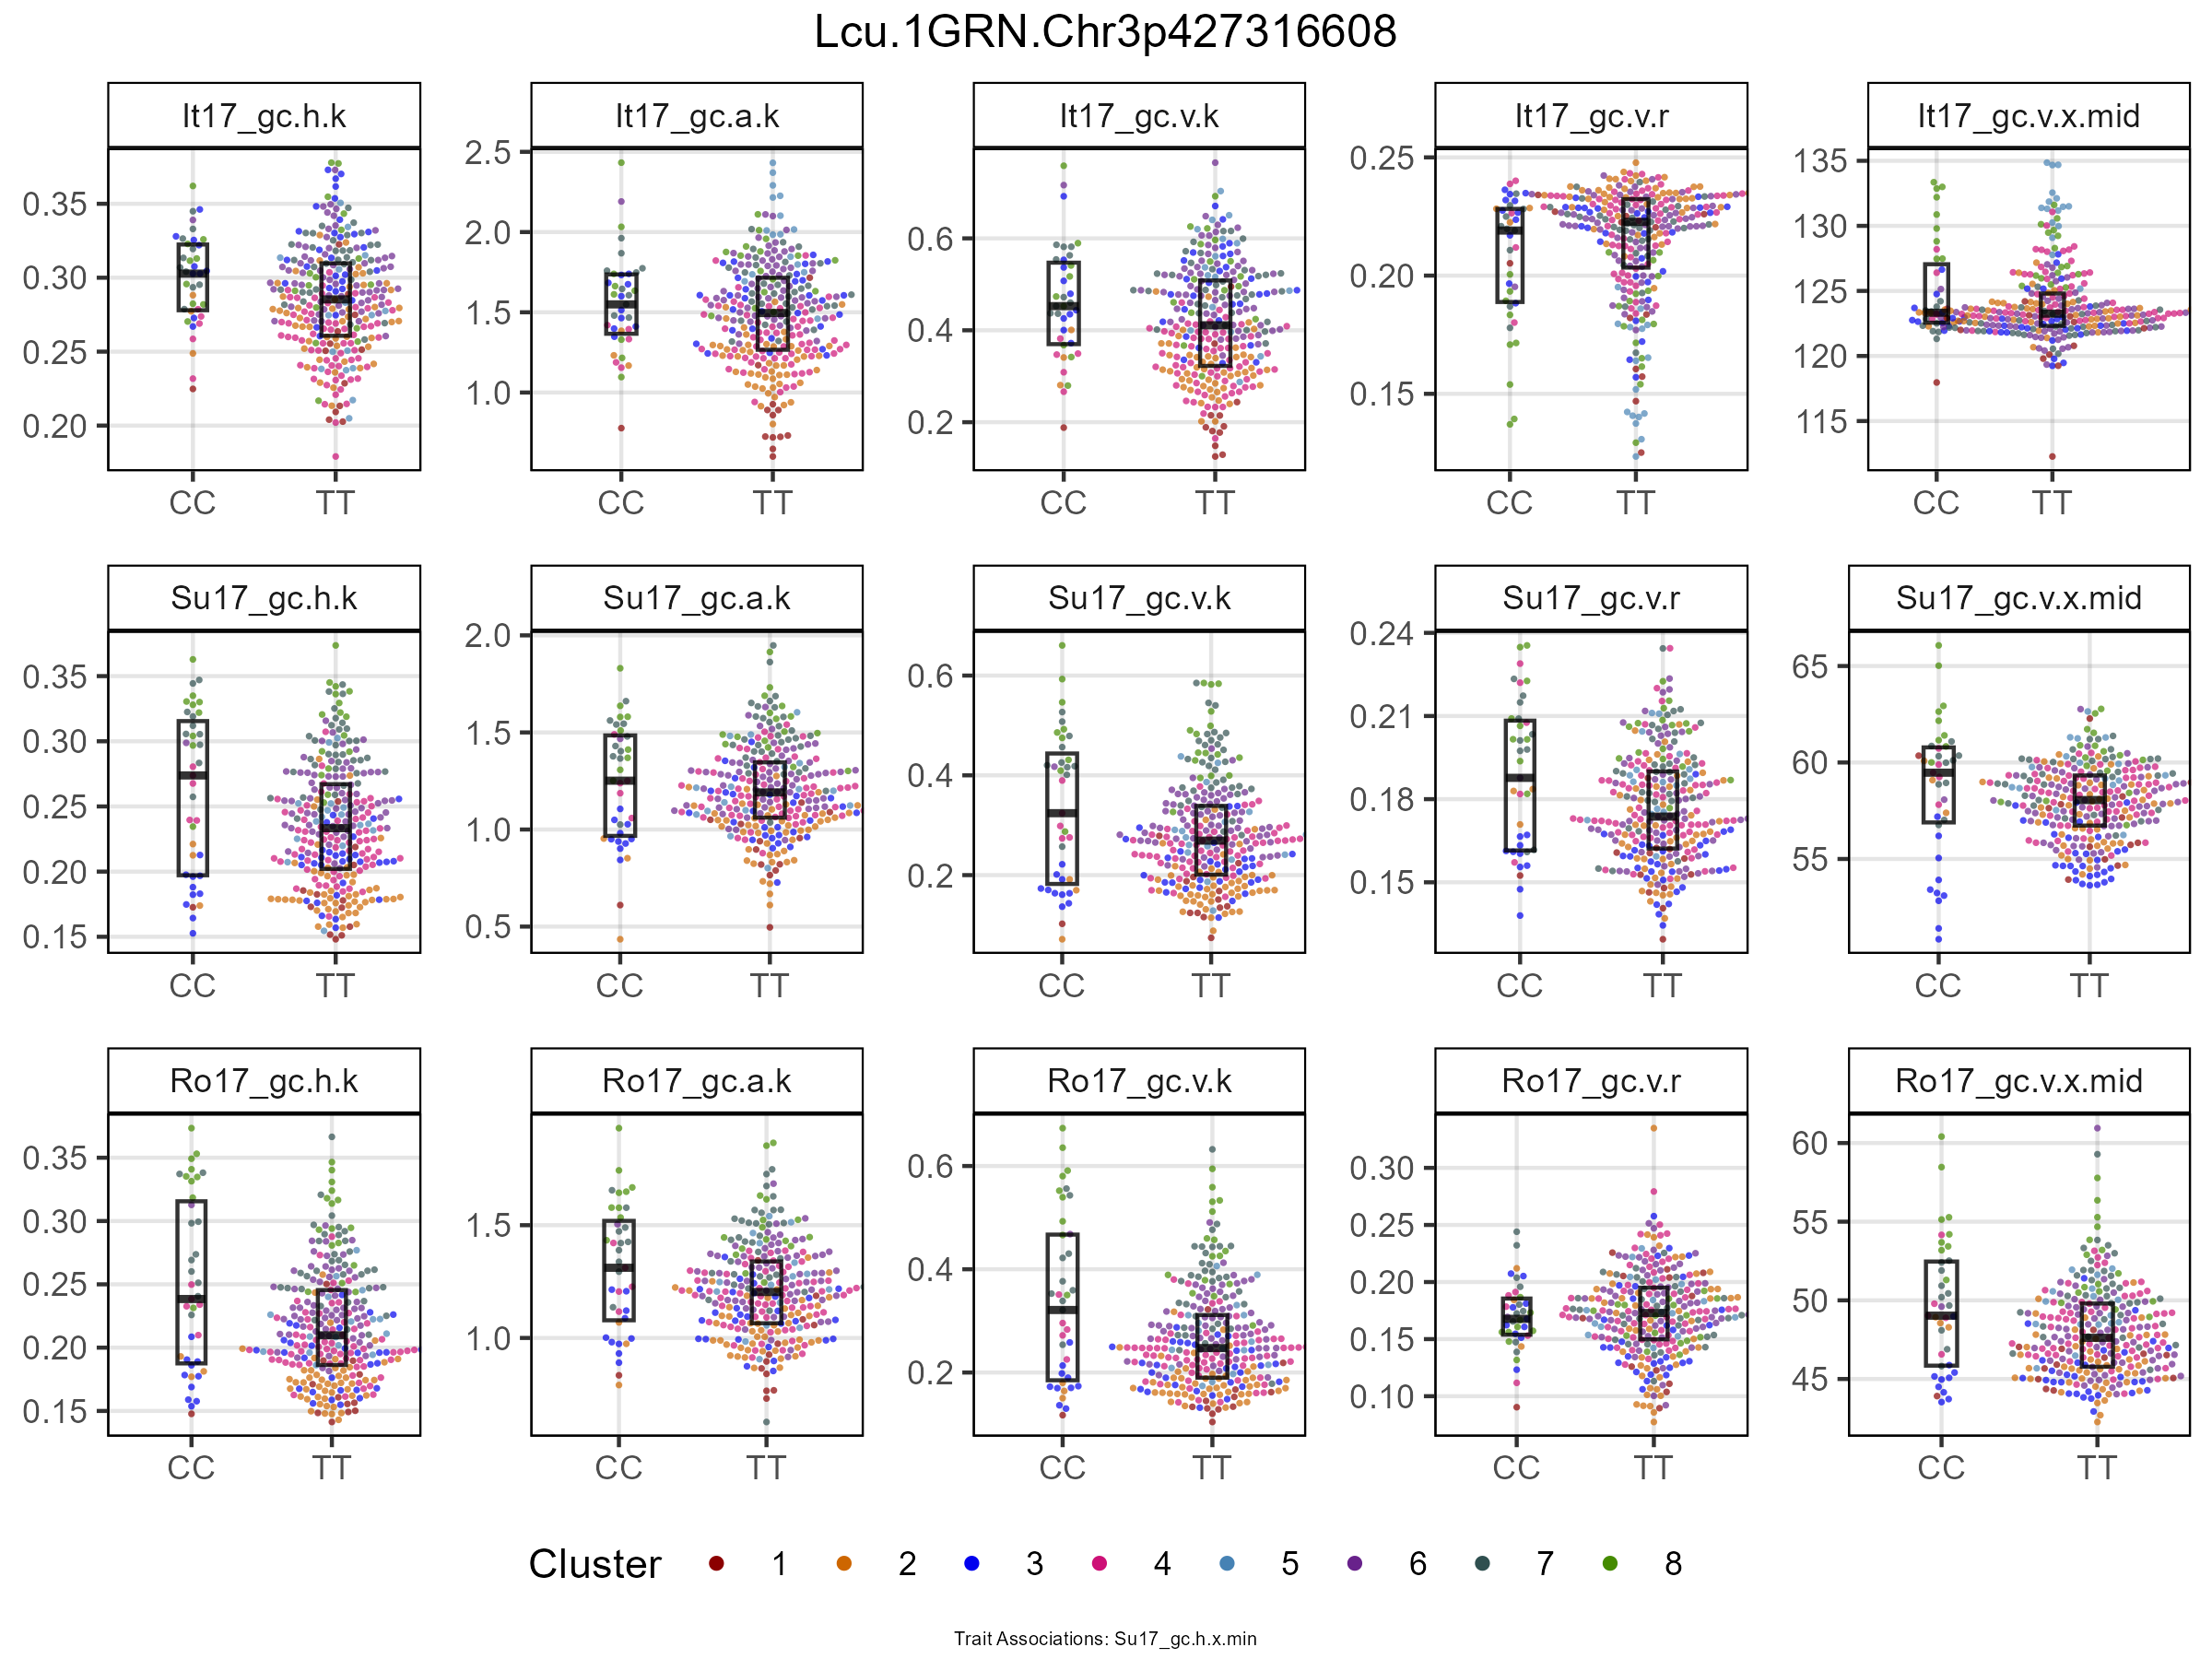 Lcu.1GRN.Chr3p427316608
It17_gc.h.k
It17_gc.a.k
It17_gc.v.k
It17_gc.v.r
It17_gc.v.x.mid
0.35
0.30
0.25
0.20
CC TT
2.5
2.0
1.5
1.0
CC TT
0.6
0.4
0.2
CC TT
0.25
0.20
0.15
CC TT
135
130
125
120
115
CC TT
Su17_gc.h.k
Su17_gc.a.k
Su17_gc.v.k
Su17_gc.v.r
Su17_gc.v.x.mid
0.35
0.30
0.25
0.20
0.15
CC TT
2.0
1.5
1.0
0.5
CC TT
0.6
0.4
0.2
CC TT
0.24
0.21
0.18
0.15
CC TT
65
60
55
CC TT
Ro17_gc.h.k
Ro17_gc.a.k
Ro17_gc.v.k
Ro17_gc.v.r
Ro17_gc.v.x.mid
0.35
0.30
0.25
0.20
0.15
CC TT
1.5
1.0
CC TT
0.6
0.4
0.2
CC TT
0.30
0.25
0.20
0.15
0.10
CC TT
60
55
50
45
CC TT
Cluster 1 2 3 4 5 6 7 8
Trait Associations: Su17_gc.h.x.min